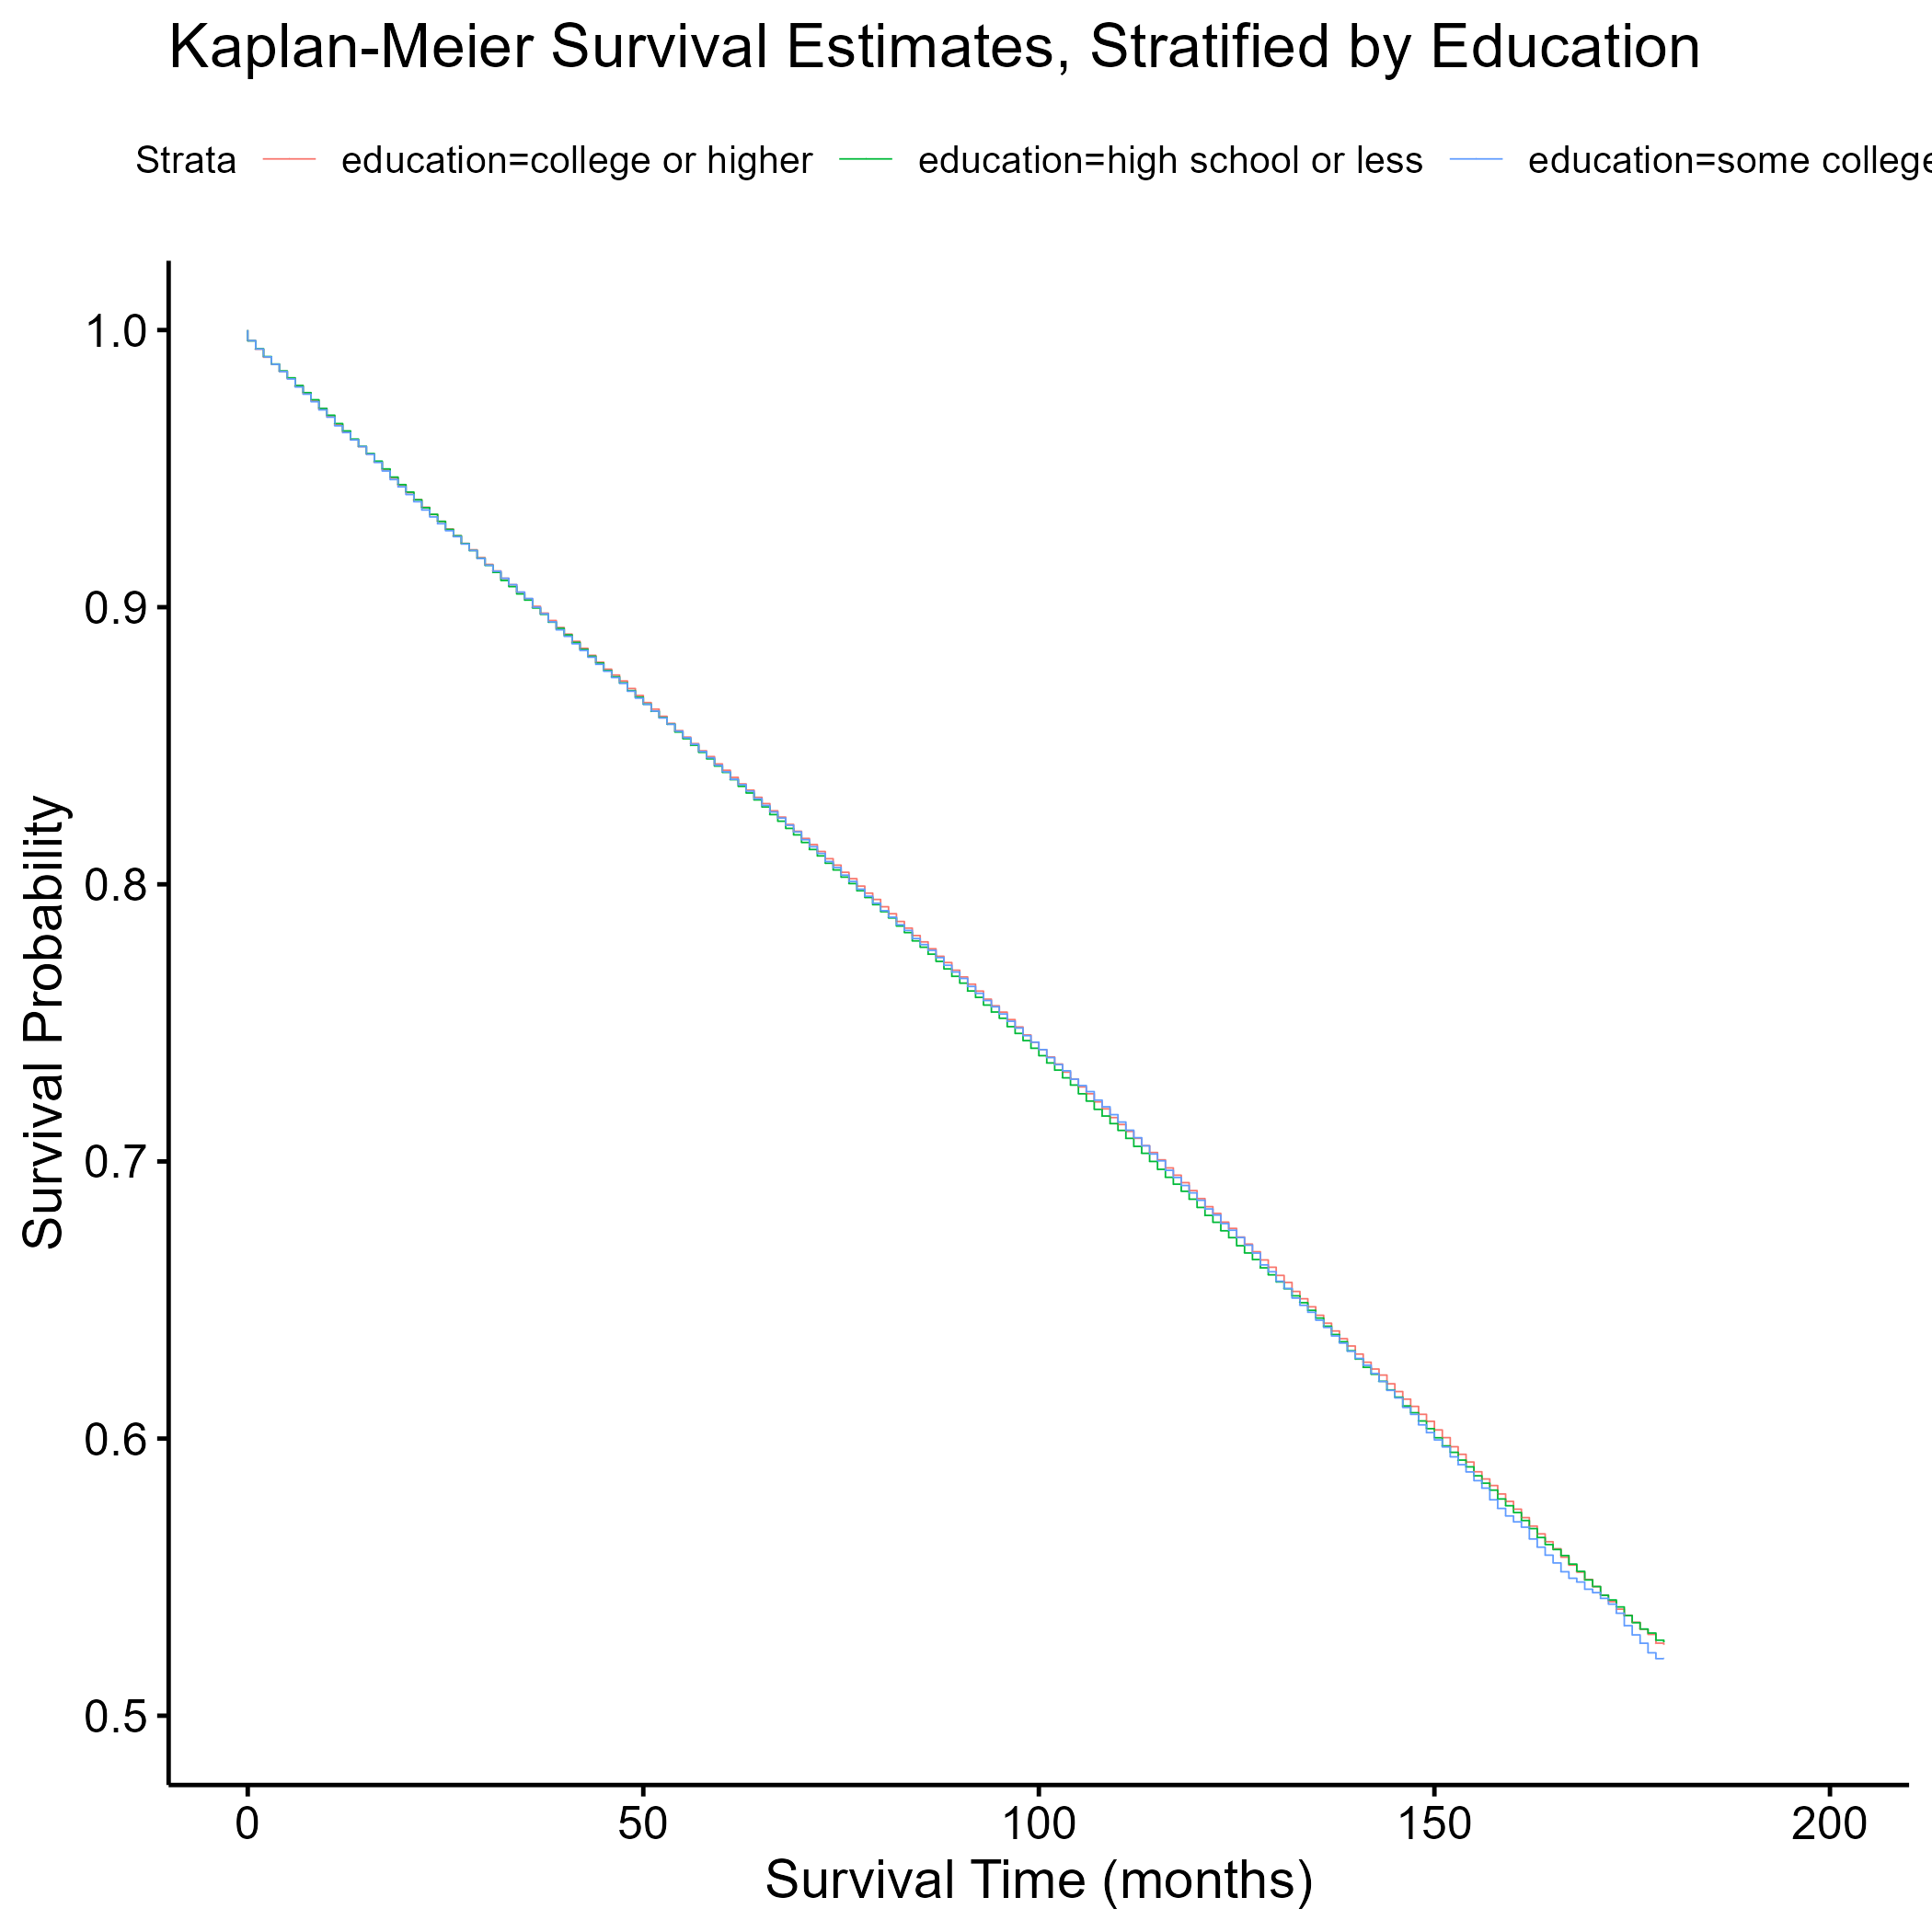 Kaplan-Meier Survival Estimates, Stratified by Education
Strata education=college or higher education=high school or less education=some college
1.0
0.9
0.8
0.7
0.6
0.5
Survival Probability
0 50 100 150 200
Survival Time (months)